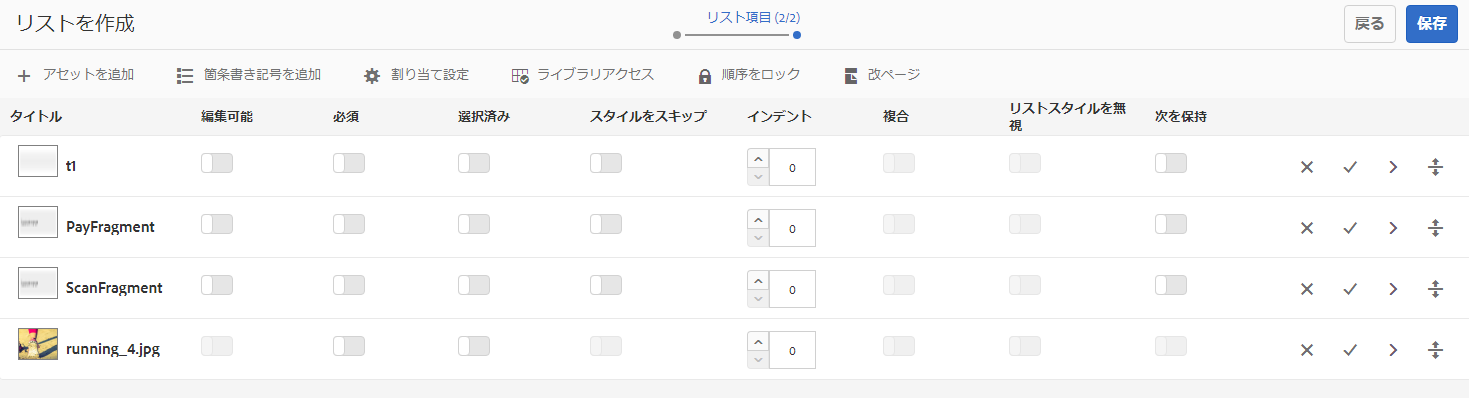 リストを作成
リスト項目 (2/2)
戻る
保存
アセットを追加
箇条書き記号を追加
割り当て設定
ライブラリアクセス
順序をロック
改ページ
タイトル
編集可能
必須
選択済み
スタイルをスキップ
インデント
複合
リストスタイルを無
視
次を保持
t1
0
PayFragment
0
ScanFragment
0
running_4.jpg
0